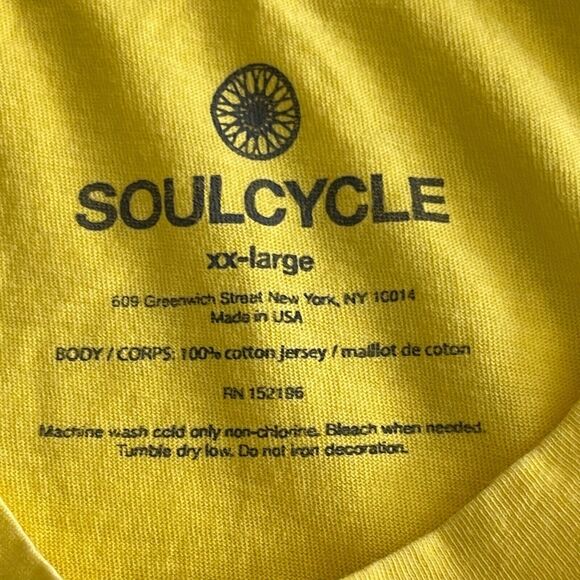 SOULCYCLE
xx-large
609 Greenwich Street New York, NY 10014
Made in USA
BODY / CORPS: 100% cotton jersey / maillot de coton
RN 152196
Machine wash cold only non-chlorine. Bleach when needed.
Tumble dry low. Do not iron decoration.